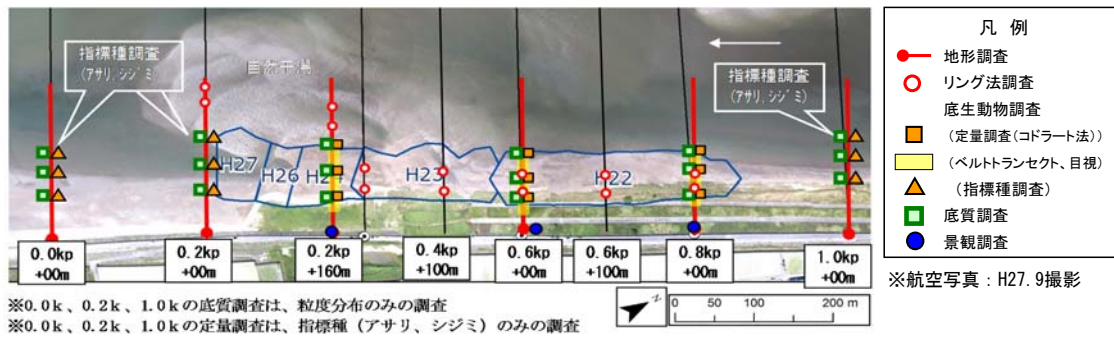 指標種調査
(アサリ、シジミ)
自然干潟
指標種調査
(アサリ、シジミ)
H27
H26
H24
H23
H22
0.0kp
+00m
0.2kp
+00m
0.2kp
+160m
0.4kp
+100m
0.6kp
+00m
0.6kp
+100m
0.8kp
+00m
1.0kp
+00m
※0.0k、0.2k、1.0kの底質調査は、粒度分布のみの調査
※0.0k、0.2k、1.0kの定量調査は、指標種（アサリ、シジミ）のみの調査
N
0 50 100 200 m
凡 例
地形調査
リング法調査
底生動物調査
(定量調査(コドラート法))
(ベルトトランセクト、目視)
(指標種調査)
底質調査
景観調査
※航空写真：H27.9撮影